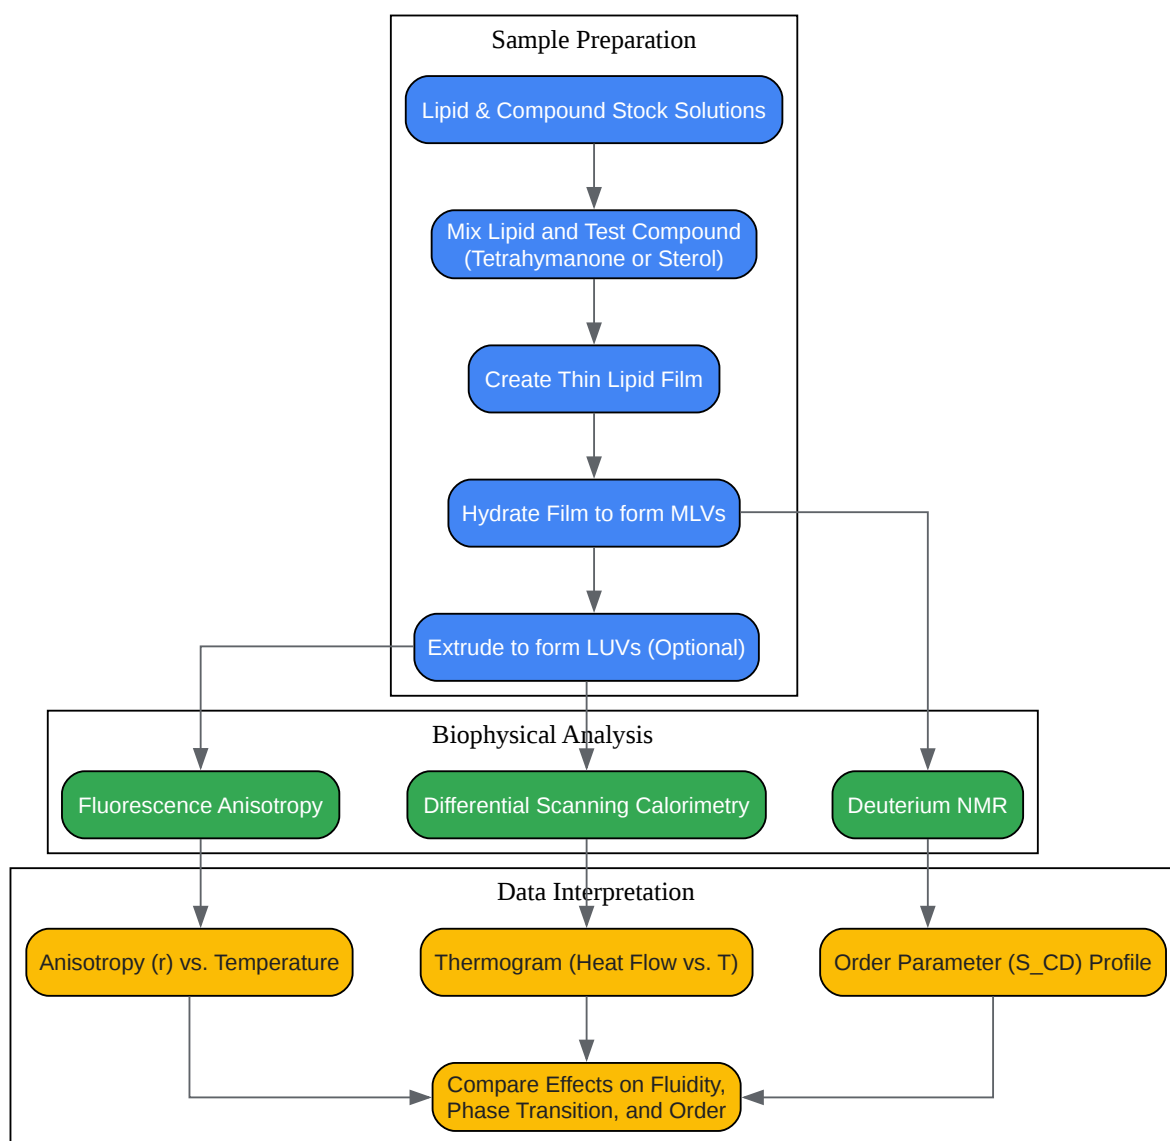 Sample Preparation
Lipid & Compound Stock Solutions
Mix Lipid and Test Compound
(Tetrahymanone or Sterol)
Create Thin Lipid Film
Hydrate Film to form MLVs
Extrude to form LUVs (Optional)
Biophysical Analysis
Fluorescence Anisotropy
Differential Scanning Calorimetry
Deuterium NMR
Data Interpretation
Anisotropy (r) vs. Temperature
Thermogram (Heat Flow vs. T)
Order Parameter (S_CD) Profile
Compare Effects on Fluidity,
Phase Transition, and Order